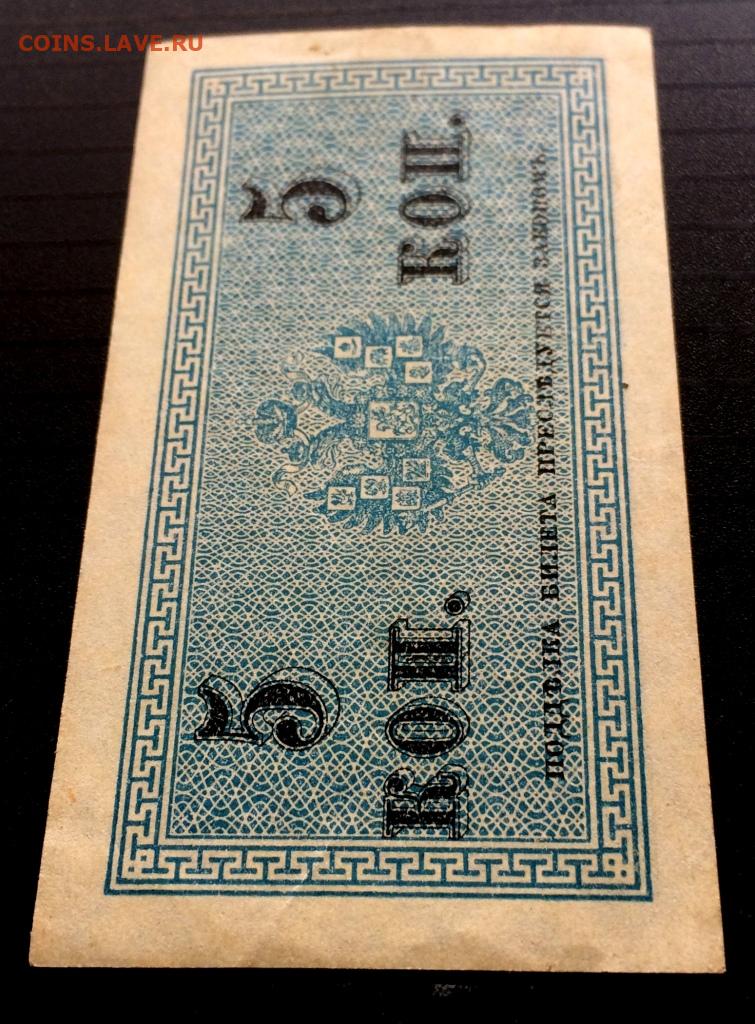 COINS.LAVE.RU
5 5
КОП. КОП.
ПОДДѢЛКА БИЛЕТА ПРЕСЛѢДУЕТСЯ ЗАКОНОМЪ.